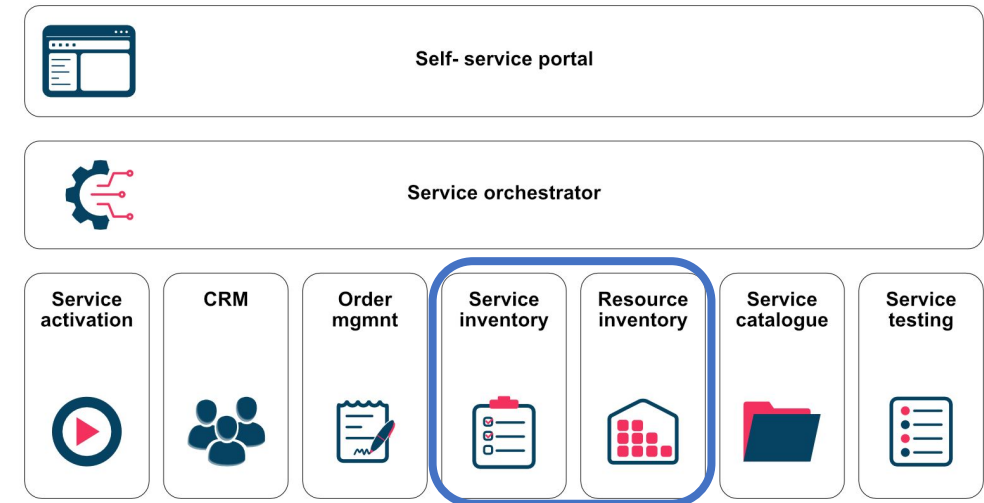 Self- service portal
Service orchestrator
Service
activation
CRM
Order
mgmnt
Service
inventory
Resource
inventory
Service
catalogue
Service
testing